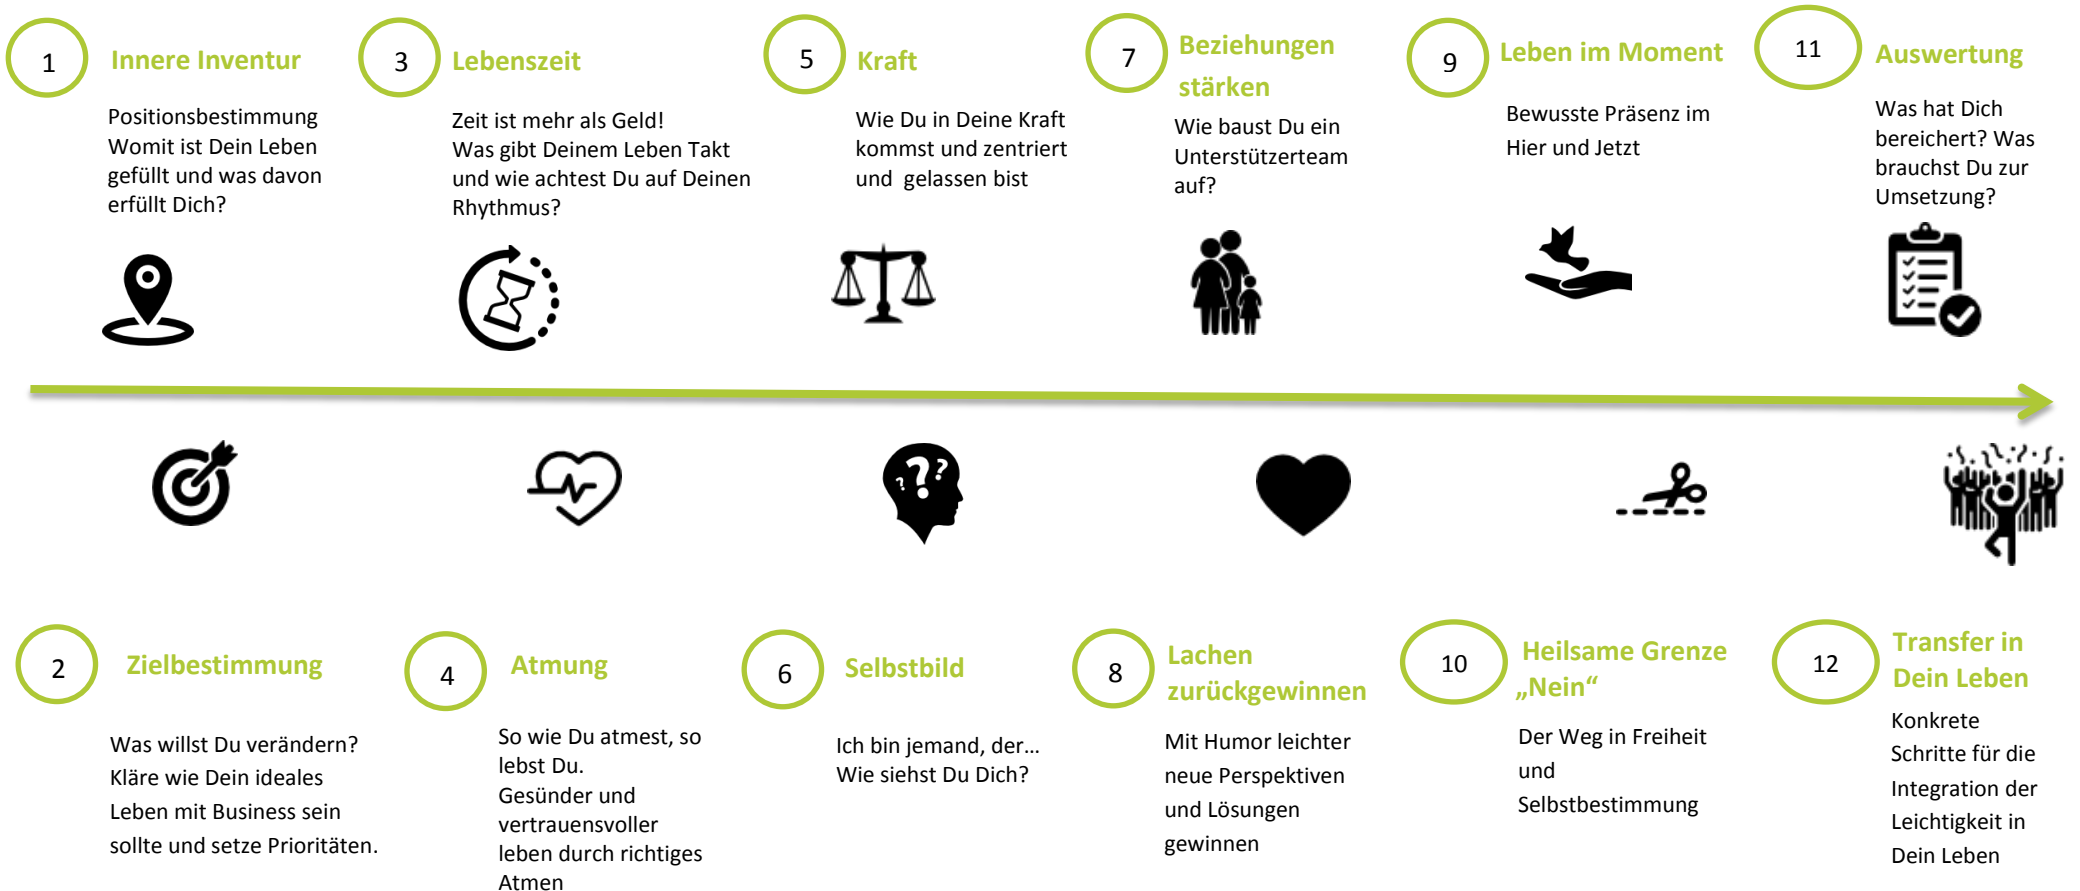 1
Innere Inventur
Positionsbestimmung
Womit ist Dein Leben
gefüllt und was davon
erfüllt Dich?
3
Lebenszeit
Zeit ist mehr als Geld!
Was gibt Deinem Leben Takt
und wie achtest Du auf Deinen
Rhythmus?
5
Kraft
Wie Du in Deine Kraft
kommst und zentriert
und  gelassen bist
7
Beziehungen
stärken
Wie baust Du ein
Unterstützerteam
auf?
9
Leben im Moment
Bewusste Präsenz im
Hier und Jetzt
11
Auswertung
Was hat Dich
bereichert? Was
brauchst Du zur
Umsetzung?
2
Zielbestimmung
Was willst Du verändern?
Kläre wie Dein ideales
Leben mit Business sein
sollte und setze Prioritäten.
4
Atmung
So wie Du atmest, so
lebst Du.
Gesünder und
vertrauensvoller
leben durch richtiges
Atmen
6
Selbstbild
Ich bin jemand, der…
Wie siehst Du Dich?
8
Lachen
zurückgewinnen
Mit Humor leichter
neue Perspektiven
und Lösungen
gewinnen
10
Heilsame Grenze
„Nein“
Der Weg in Freiheit
und
Selbstbestimmung
12
Transfer in
Dein Leben
Konkrete
Schritte für die
Integration der
Leichtigkeit in
Dein Leben